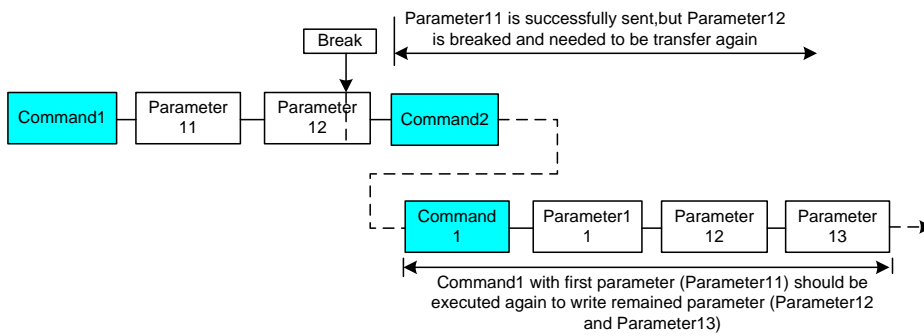 Parameter11 is successfully sent,but Parameter12
is breaked and needed to be transfer again
Break
Command1
Parameter
11
Parameter
12
Command2
Command
1
Parameter1
1
Parameter
12
Parameter
13
Command1 with first parameter (Parameter11) should be
executed again to write remained parameter (Parameter12
and Parameter13)